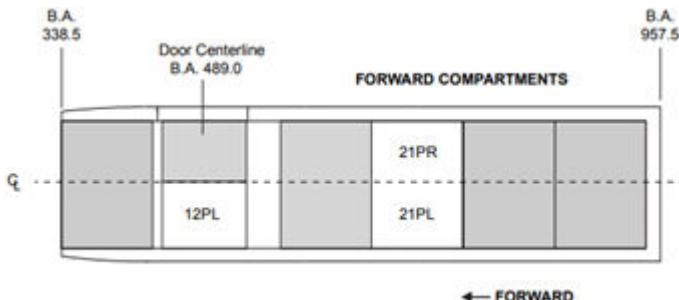 B.A.
338.5
B.A.
957.5
Door Centerline
B.A. 489.0
FORWARD COMPARTMENTS
21PR
℄
12PL
21PL
← FORWARD